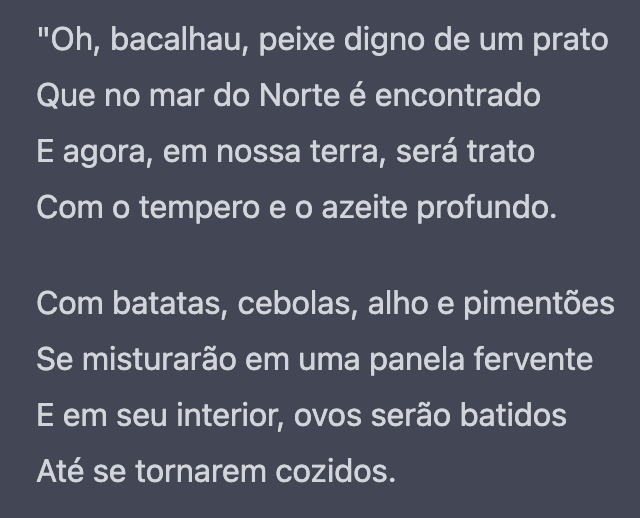 "Oh, bacalhau, peixe digno de um prato
Que no mar do Norte é encontrado
E agora, em nossa terra, será trato
Com o tempero e o azeite profundo.
Com batatas, cebolas, alho e pimentões
Se misturarão em uma panela fervente
E em seu interior, ovos serão batidos
Até se tornarem cozidos.